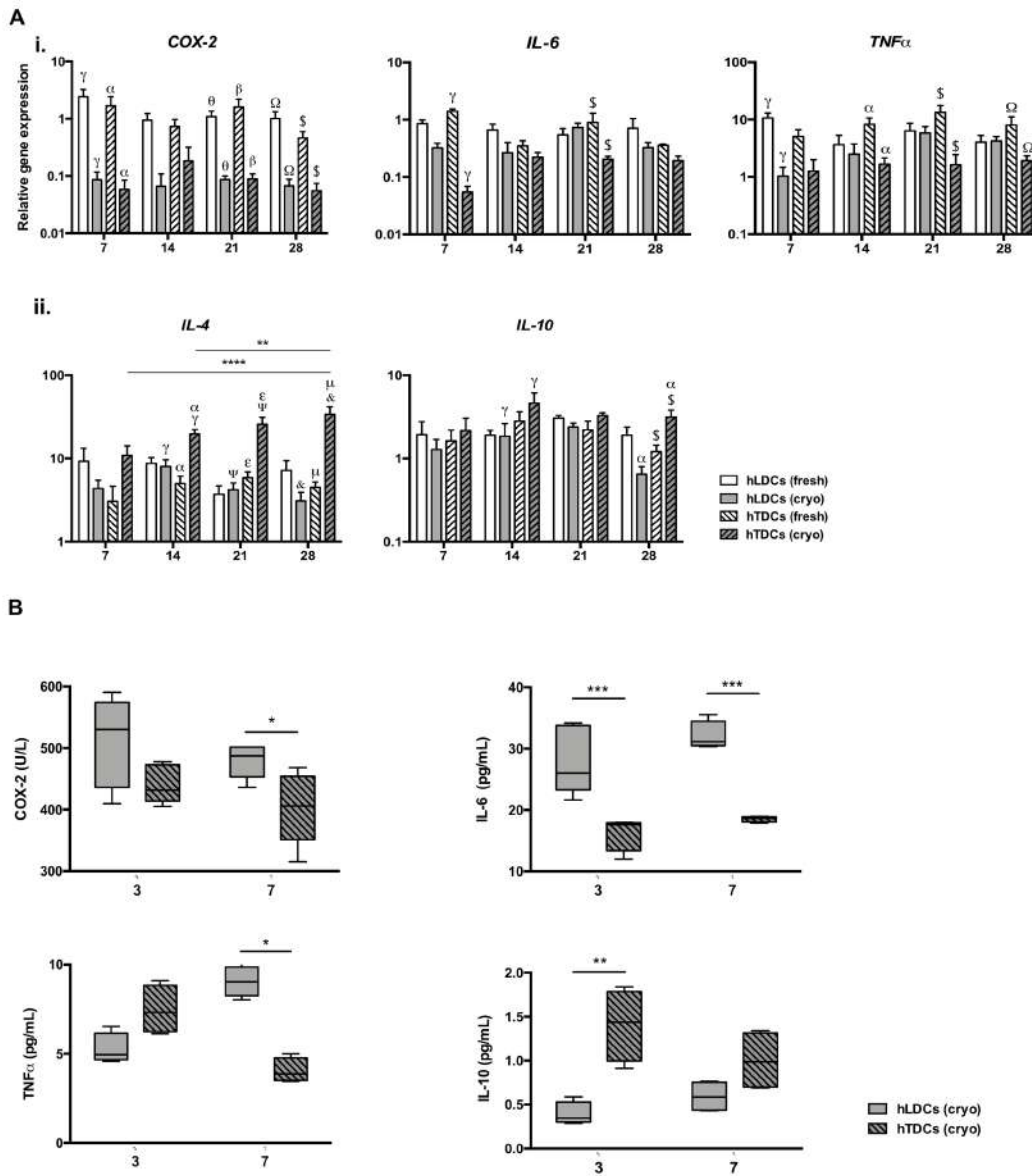 A
i.
COX-2
IL-6
TNFα
Relative gene expression
10
1
0.1
0.01
γ γ α α θ θ β β Ω Ω $ $
7 14 21 28
10
1
0.1
0.01
γ γ $ $
7 14 21 28
100
10
1
0.1
γ γ α α $ $ Ω Ω
7 14 21 28
ii.
IL-4
IL-10
**
****
100
10
1
γ α α γ Ψ ε ε Ψ & μ μ &
7 14 21 28
10
1
0.1
γ γ α $ α $
7 14 21 28
hLDCs (fresh)
hLDCs (cryo)
hTDCs (fresh)
hTDCs (cryo)
B
COX-2 (U/L)
600
500
400
300
*
3 7
IL-6 (pg/mL)
40
30
20
10
*** ***
3 7
TNFα (pg/mL)
10
5
0
*
3 7
IL-10 (pg/mL)
2.0
1.5
1.0
0.5
0.0
**
3 7
hLDCs (cryo)
hTDCs (cryo)